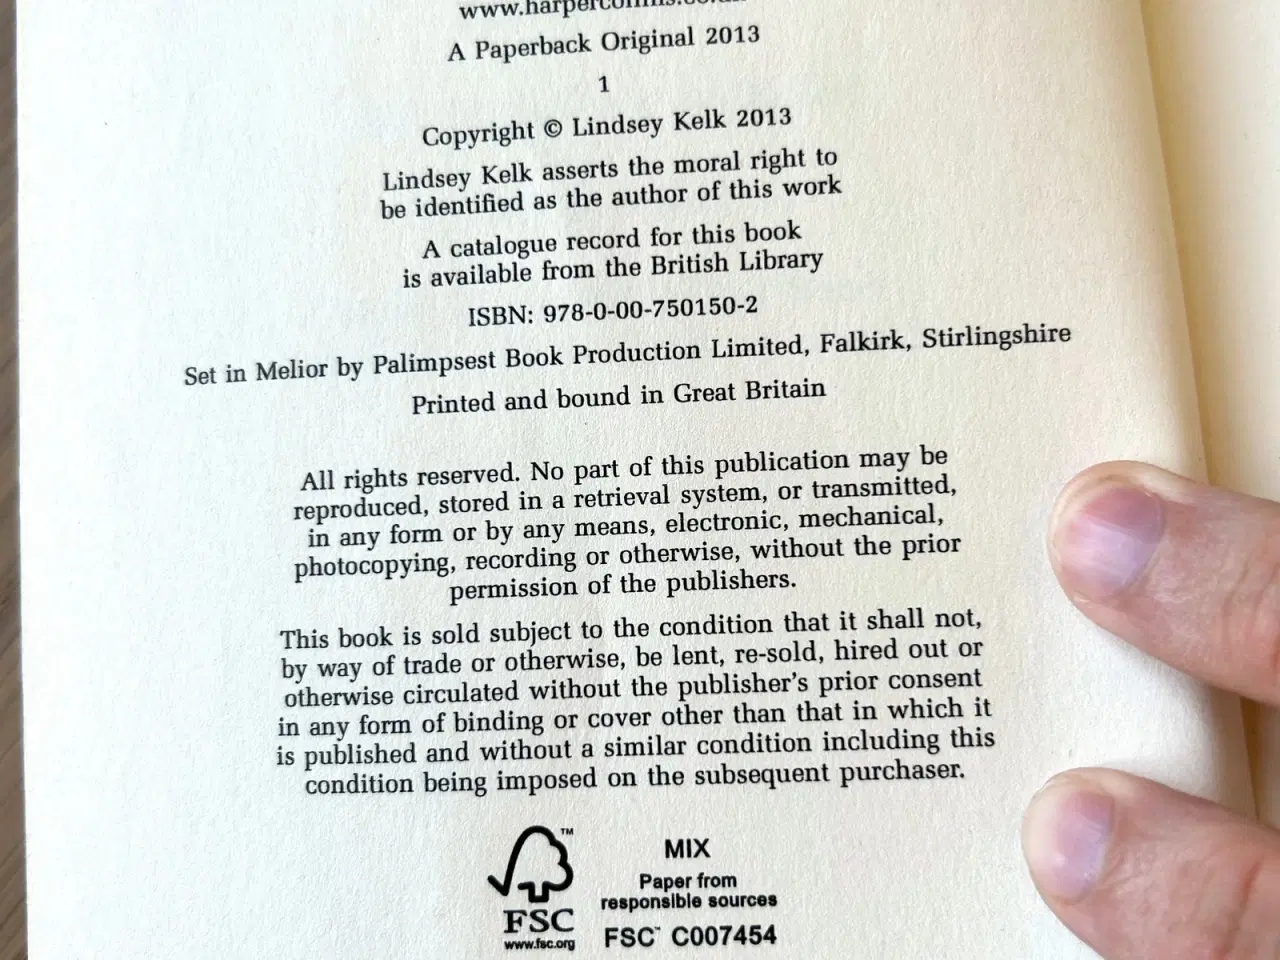 A Paperback Original 2013
1
Copyright © Lindsey Kelk 2013
Lindsey Kelk asserts the moral right to
be identified as the author of this work
A catalogue record for this book
is available from the British Library
ISBN: 978-0-00-750150-2
Set in Melior by Palimpsest Book Production Limited, Falkirk, Stirlingshire
Printed and bound in Great Britain
All rights reserved. No part of this publication may be
reproduced, stored in a retrieval system, or transmitted,
in any form or by any means, electronic, mechanical,
photocopying, recording or otherwise, without the prior
permission of the publishers.
This book is sold subject to the condition that it shall not,
by way of trade or otherwise, be lent, re-sold, hired out or
otherwise circulated without the publisher's prior consent
in any form of binding or cover other than that in which it
is published and without a similar condition including this
condition being imposed on the subsequent purchaser.
™
FSC
www.fsc.org
MIX
Paper from
responsible sources
FSC™ C007454